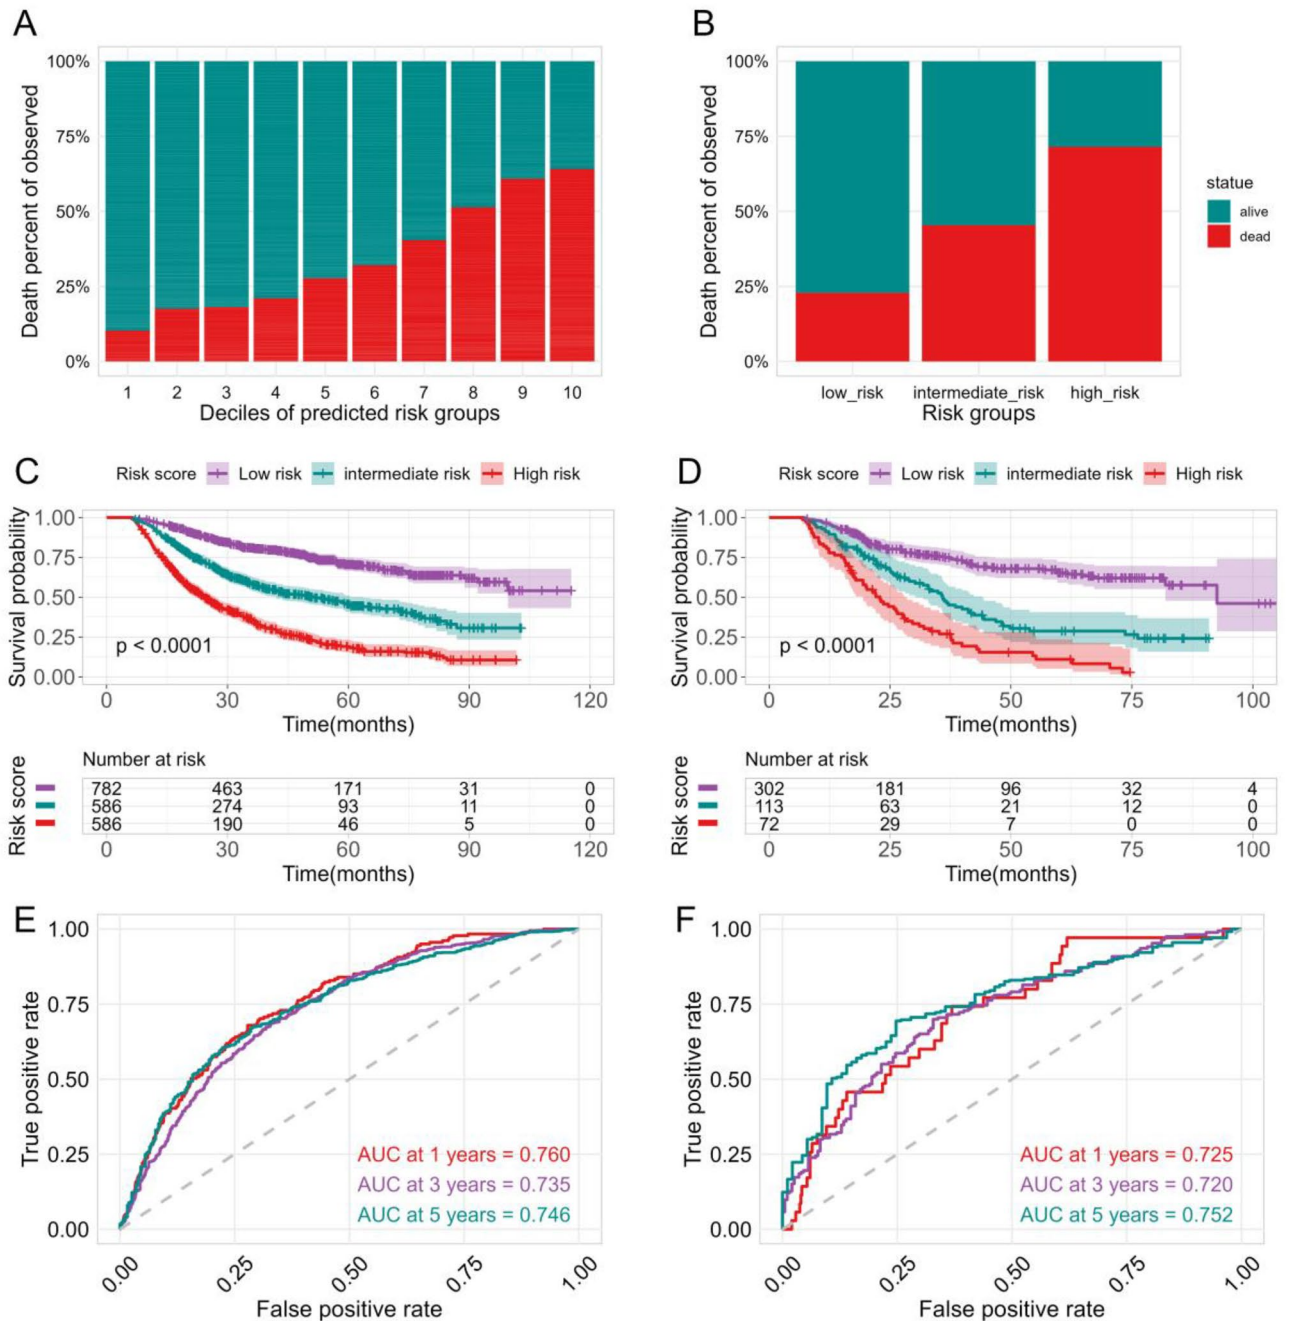 A
Death percent of observed
100%
75%
50%
25%
0%
1 2 3 4 5 6 7 8 9 10
Deciles of predicted risk groups
B
Death percent of observed
100%
75%
50%
25%
0%
low_risk intermediate_risk high_risk
Risk groups
statue
alive
dead
C
Risk score Low risk intermediate risk High risk
Survival probability
1.00
0.75
0.50
0.25
0.00
p < 0.0001
0 30 60 90 120
Time(months)
Number at risk
Risk score
782 463 171 31 0
586 274 93 11 0
586 190 46 5 0
0 30 60 90 120
Time(months)
D
Risk score Low risk intermediate risk High risk
Survival probability
1.00
0.75
0.50
0.25
0.00
p < 0.0001
0 25 50 75 100
Time(months)
Number at risk
Risk score
302 181 96 32 4
113 63 21 12 0
72 29 7 0 0
0 25 50 75 100
Time(months)
E
True positive rate
1.00
0.75
0.50
0.25
0.00
AUC at 1 years = 0.760
AUC at 3 years = 0.735
AUC at 5 years = 0.746
0.00 0.25 0.50 0.75 1.00
False positive rate
F
True positive rate
1.00
0.75
0.50
0.25
0.00
AUC at 1 years = 0.725
AUC at 3 years = 0.720
AUC at 5 years = 0.752
0.00 0.25 0.50 0.75 1.00
False positive rate